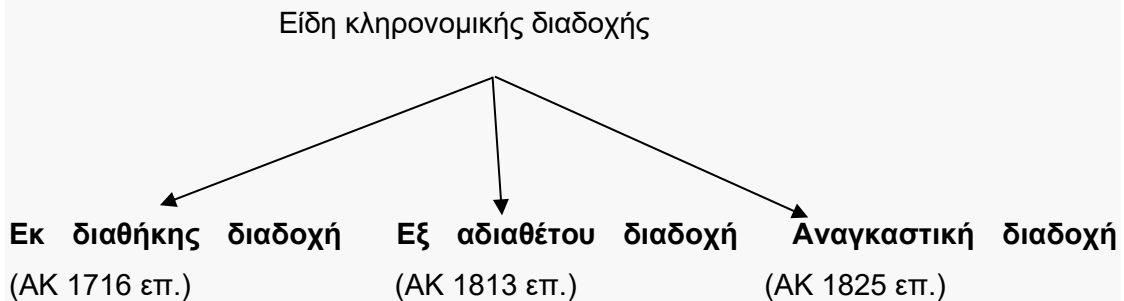 Είδη κληρονομικής διαδοχής
Εκ διαθήκης διαδοχή Εξ αδιαθέτου διαδοχή Αναγκαστική διαδοχή
(ΑΚ 1716 επ.) (ΑΚ 1813 επ.) (ΑΚ 1825 επ.)